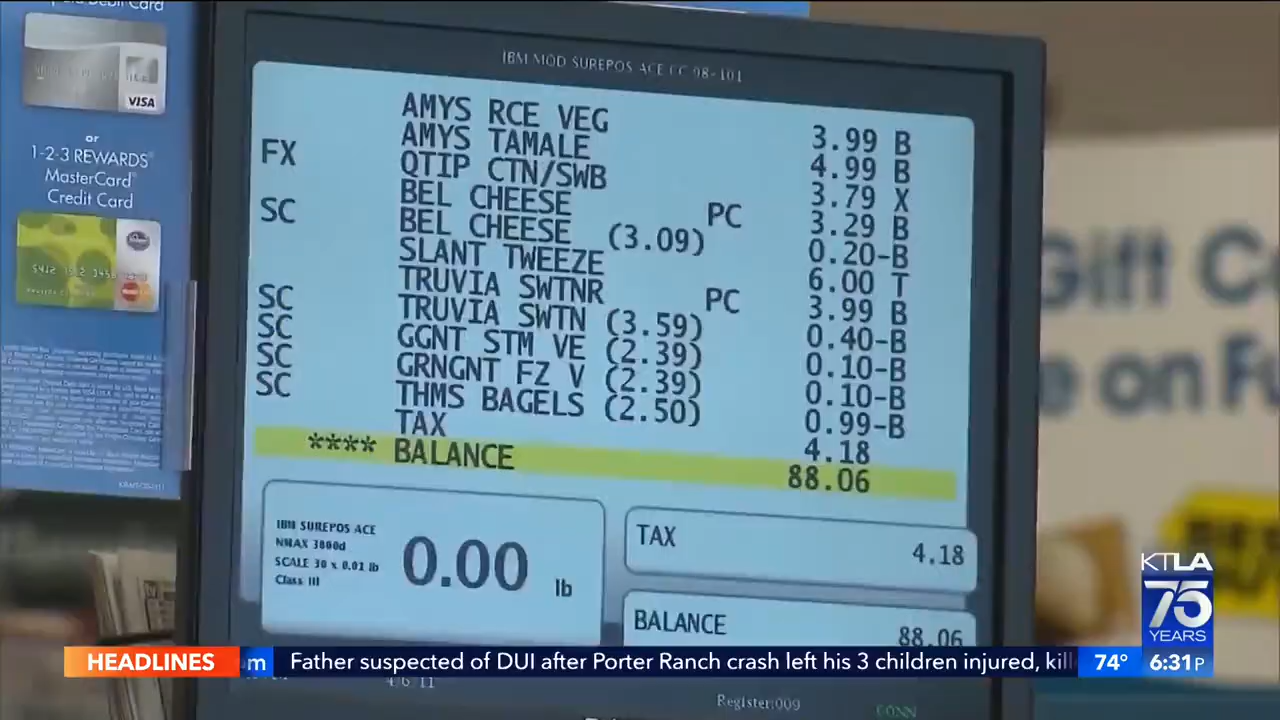 Debit Card
VISA
or
1-2-3 REWARDS®
MasterCard®
Credit Card
IBM MOD SUREPOS ACE CC 98-101
AMYS RCE VEG 3.99 B
AMYS TAMALE 4.99 B
FX QTIP CTN/SWB 3.79 X
BEL CHEESE PC 3.29 B
SC BEL CHEESE (3.09) 0.20-B
SLANT TWEEZE 6.00 T
TRUVIA SWTNR PC 3.99 B
SC TRUVIA SWTN (3.59) 0.40-B
SC GGNT STM VE (2.39) 0.10-B
SC GRNGNT FZ V (2.39) 0.10-B
SC THMS BAGELS (2.50) 0.99-B
TAX 4.18
**** BALANCE 88.06
IBM SUREPOS ACE
NMAX 3000d
SCALE 30 x 0.01 lb
Class III
0.00 lb
TAX 4.18
BALANCE 88.06
Register:009
Gift C
e on Fu
KTLA
75
YEARS
HEADLINES
m Father suspected of DUI after Porter Ranch crash left his 3 children injured, kill
74° 6:31P